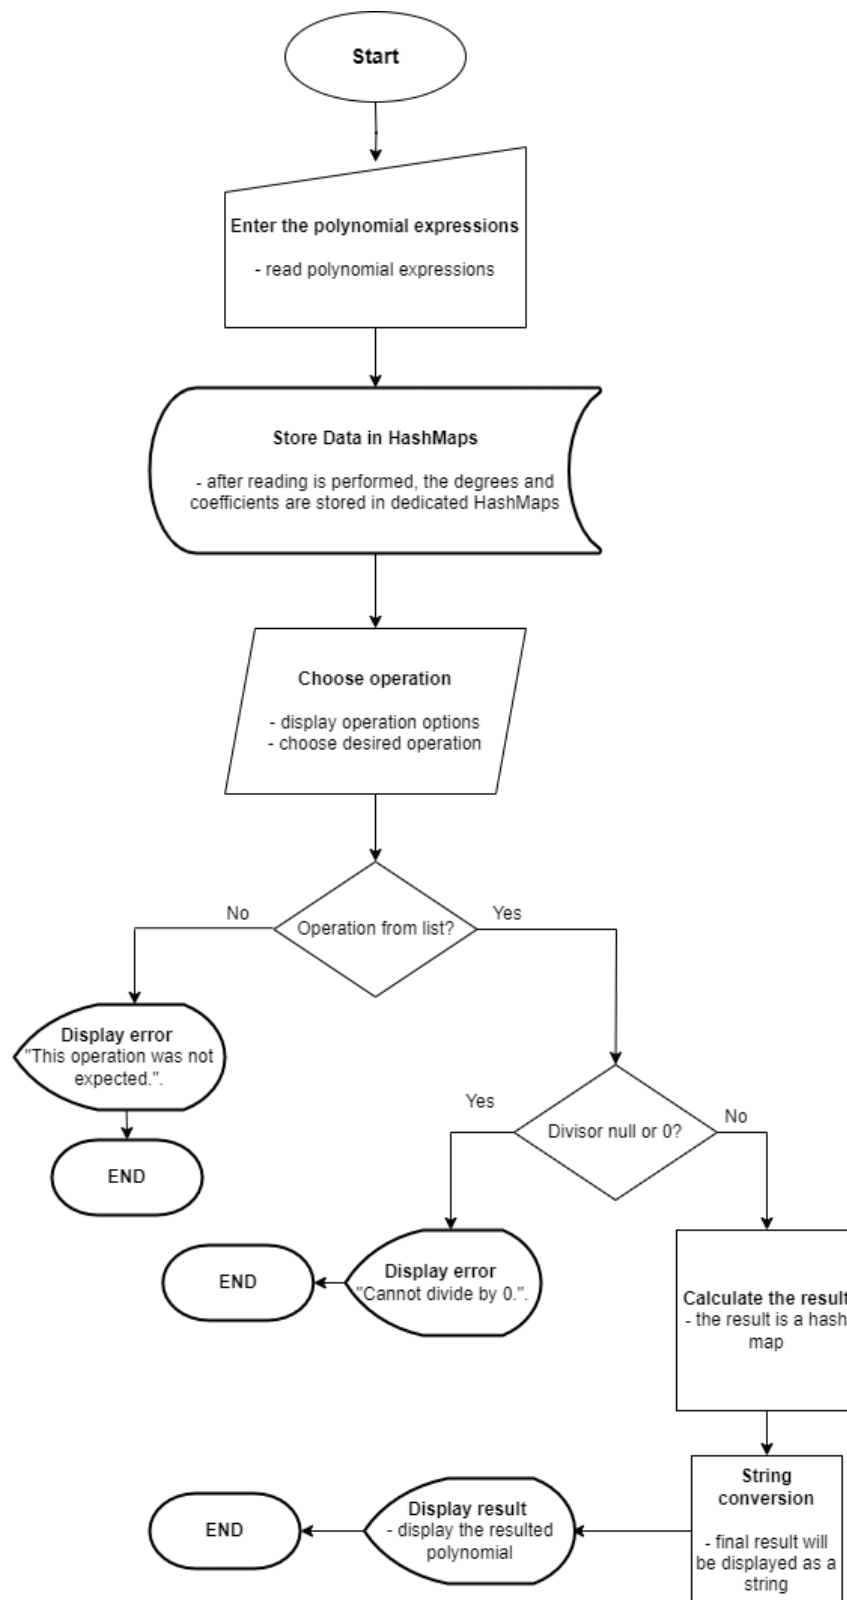 Start
Enter the polynomial expressions
- read polynomial expressions
Store Data in HashMaps
- after reading is performed, the degrees and
coefficients are stored in dedicated HashMaps
Choose operation
- display operation options
- choose desired operation
No
Operation from list?
Yes
Display error
"This operation was not
expected.".
END
Yes
Divisor null or 0?
No
END
Display error
"Cannot divide by 0.".
Calculate the result
- the result is a hash
map
String
conversion
- final result will
be displayed as a
string
Display result
- display the resulted
polynomial
END